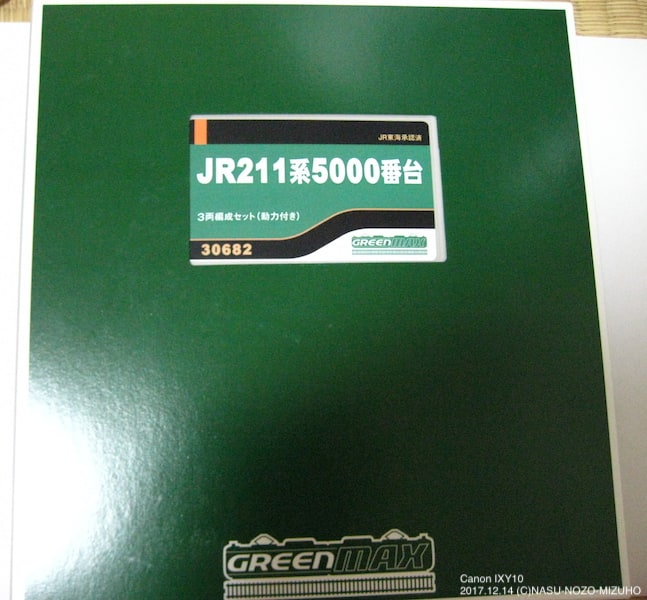 JR東海承認済
JR211系5000番台
3両編成セット(動力付き)
30682
GREENMAX
GREENMAX
Canon IXY10
2017.12.14 (C)NASU-NOZO-MIZUHO